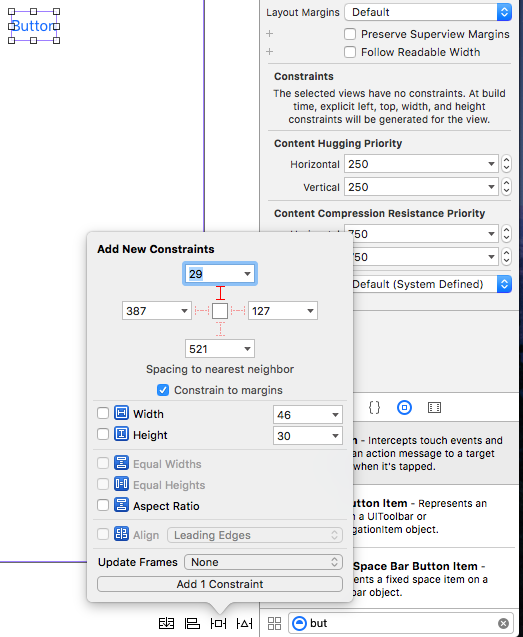 Button
Layout Margins Default
+ Preserve Superview Margins
+ Follow Readable Width
Constraints
The selected views have no constraints. At build
time, explicit left, top, width, and height
constraints will be generated for the view.
Content Hugging Priority
Horizontal 250
Vertical 250
Content Compression Resistance Priority
750
750
Default (System Defined)
Add New Constraints
29
387 127
521
Spacing to nearest neighbor
Constrain to margins
Width 46
Height 30
Equal Widths
Equal Heights
Aspect Ratio
Align Leading Edges
Update Frames None
Add 1 Constraint
{}
n - Intercepts touch events and
an action message to a target
when it's tapped.
utton Item - Represents an
n a UIToolbar or
gationItem object.
Space Bar Button Item -
ents a fixed space item on a
bar object.
but